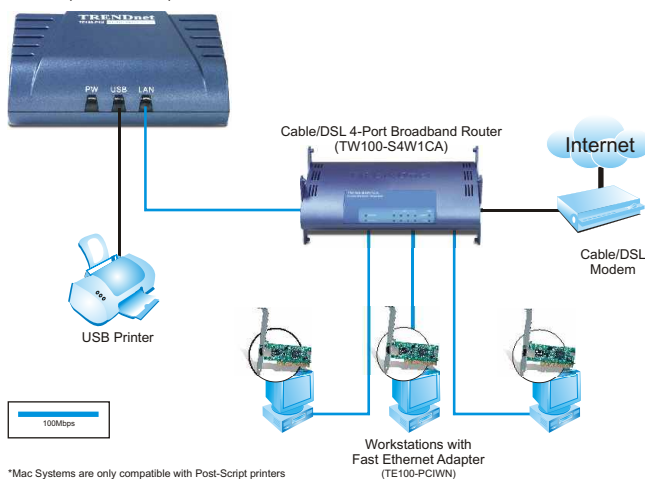 TRENDnet
PW USB LAN
Cable/DSL 4-Port Broadband Router
(TW100-S4W1CA)
Internet
Cable/DSL
Modem
USB Printer
100Mbps
Workstations with
Fast Ethernet Adapter
(TE100-PCIWN)
*Mac Systems are only compatible with Post-Script printers